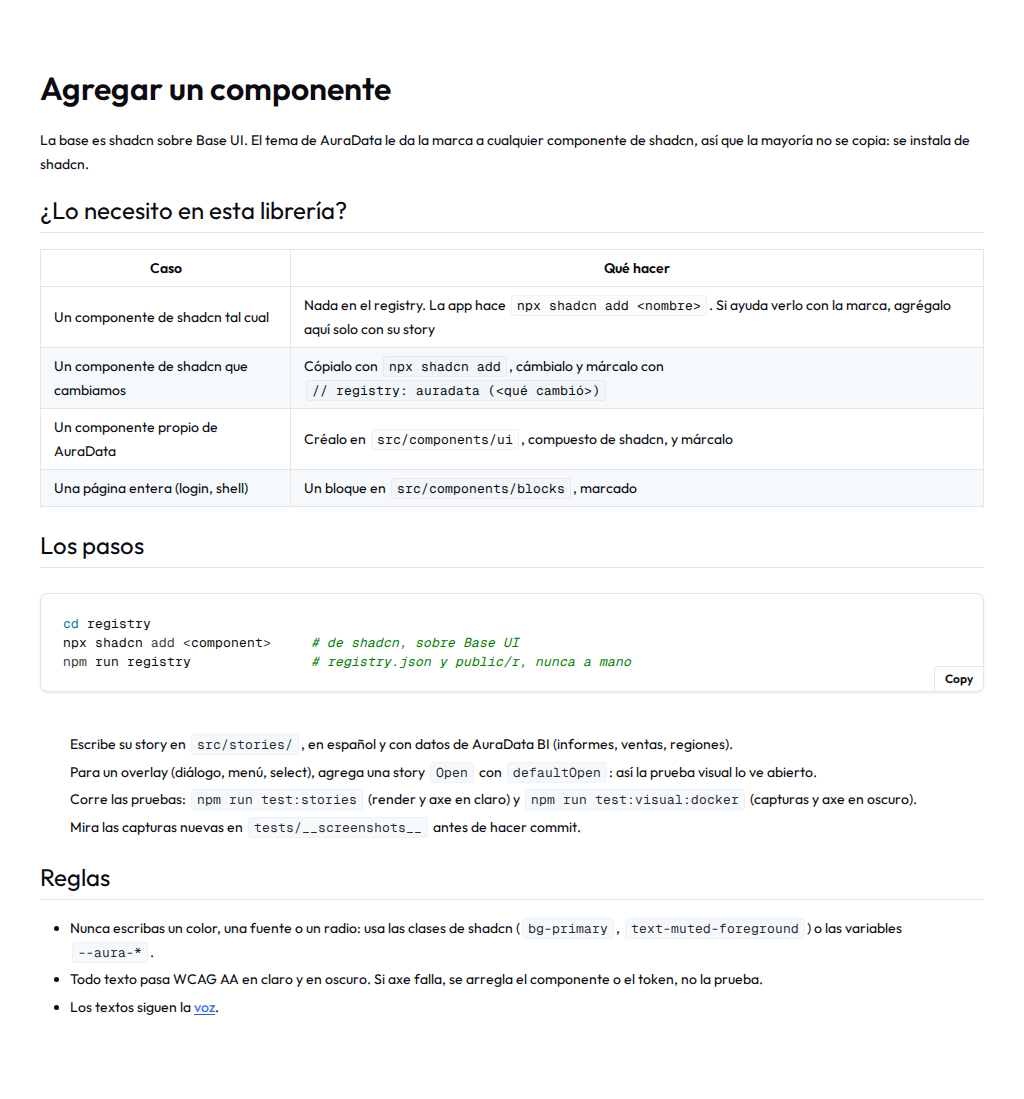 Agregar un componente
La base es shadcn sobre Base UI. El tema de AuraData le da la marca a cualquier componente de shadcn, así que la mayoría no se copia: se instala de
shadcn.
¿Lo necesito en esta librería?
Caso
Qué hacer
Un componente de shadcn tal cual
Nada en el registry. La app hace npx shadcn add <nombre> . Si ayuda verlo con la marca, agrégalo
aquí solo con su story
Un componente de shadcn que
cambiamos
Cópialo con npx shadcn add , cámbialo y márcalo con
// registry: auradata (<qué cambió>)
Un componente propio de
AuraData
Créalo en src/components/ui , compuesto de shadcn, y márcalo
Una página entera (login, shell)
Un bloque en src/components/blocks , marcado
Los pasos
cd registry
npx shadcn add <component>     # de shadcn, sobre Base UI
npm run registry               # registry.json y public/r, nunca a mano
Copy
Escribe su story en src/stories/ , en español y con datos de AuraData BI (informes, ventas, regiones).
Para un overlay (diálogo, menú, select), agrega una story Open con defaultOpen : así la prueba visual lo ve abierto.
Corre las pruebas: npm run test:stories (render y axe en claro) y npm run test:visual:docker (capturas y axe en oscuro).
Mira las capturas nuevas en tests/__screenshots__ antes de hacer commit.
Reglas
• Nunca escribas un color, una fuente o un radio: usa las clases de shadcn ( bg-primary , text-muted-foreground ) o las variables
--aura-* .
• Todo texto pasa WCAG AA en claro y en oscuro. Si axe falla, se arregla el componente o el token, no la prueba.
• Los textos siguen la voz.